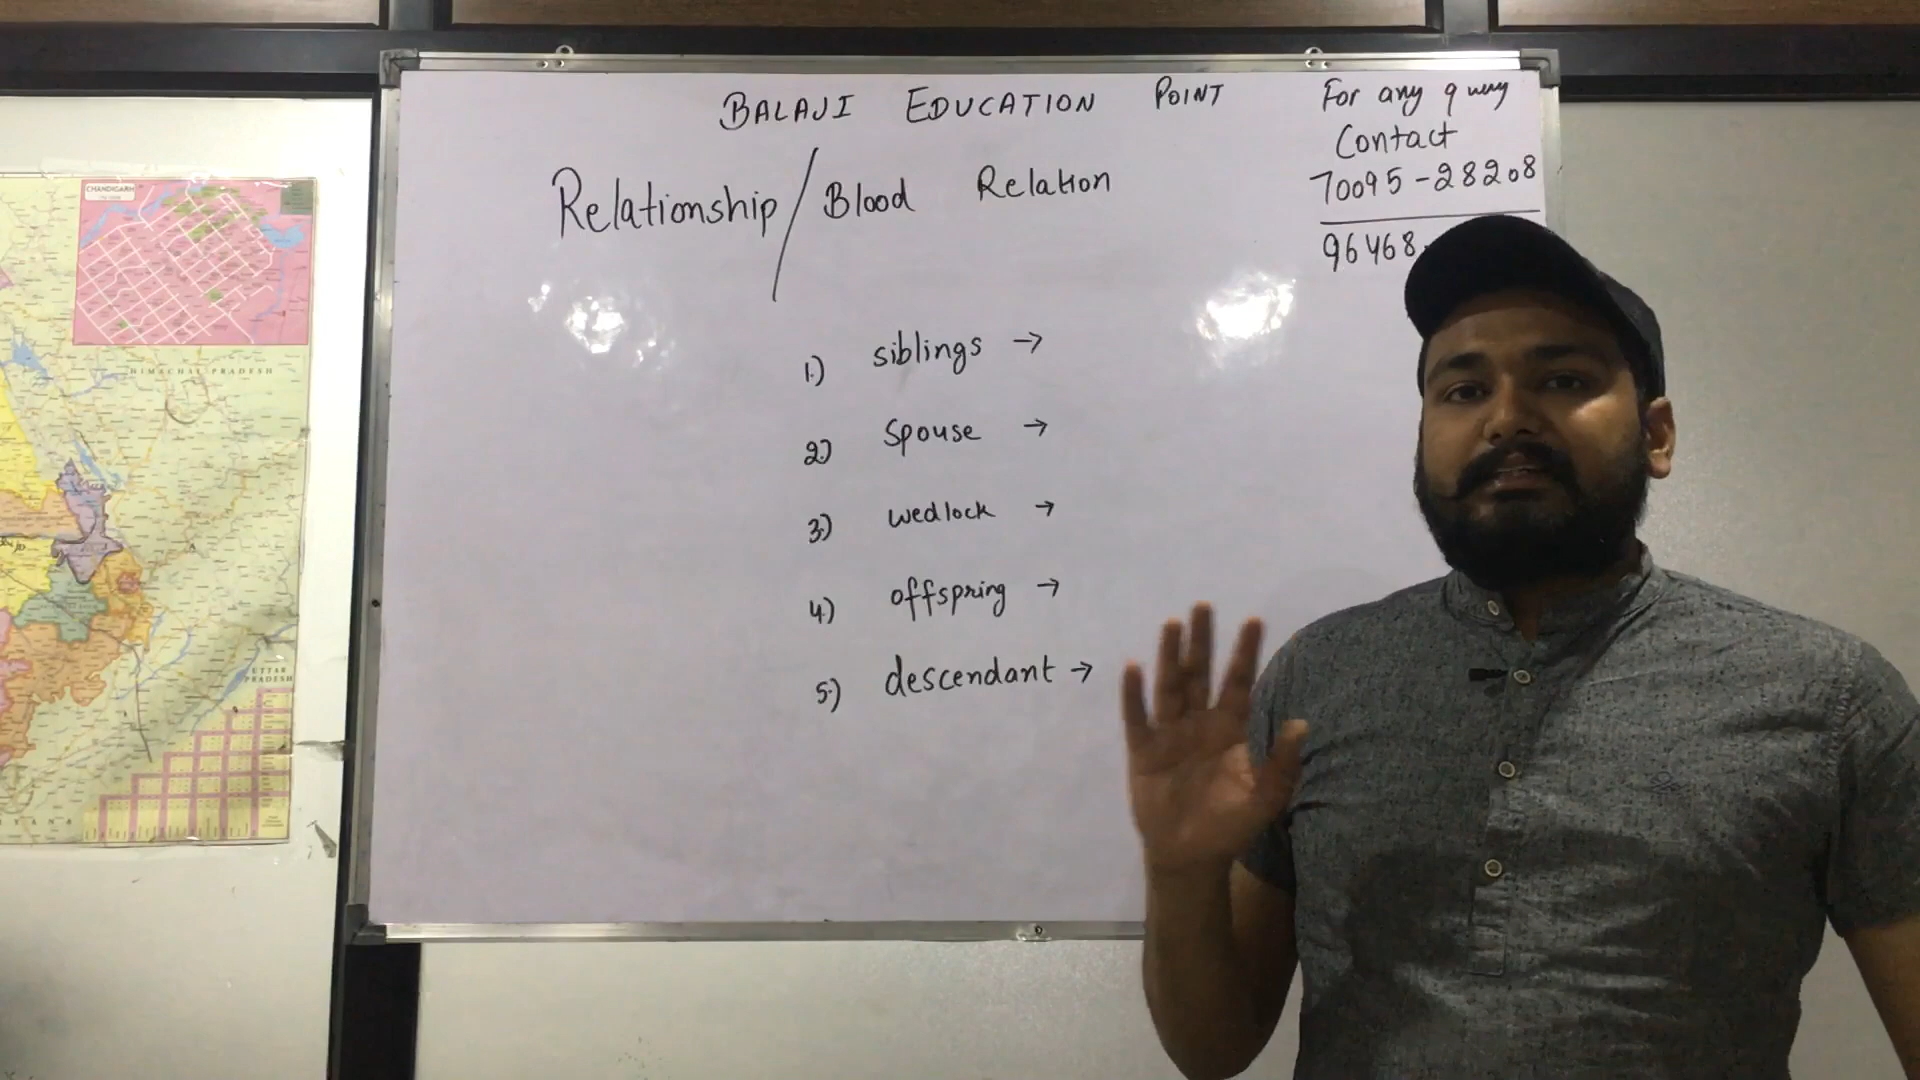 BALAJI EDUCATION POINT
For any query
Contact
70095-28208
96468
Relationship / Blood Relation
1.) siblings →
2.) Spouse →
3.) wedlock →
4.) offspring →
5.) descendant →
CHANDIGARH
HIMACHAL PRADESH
UTTAR
PRADESH